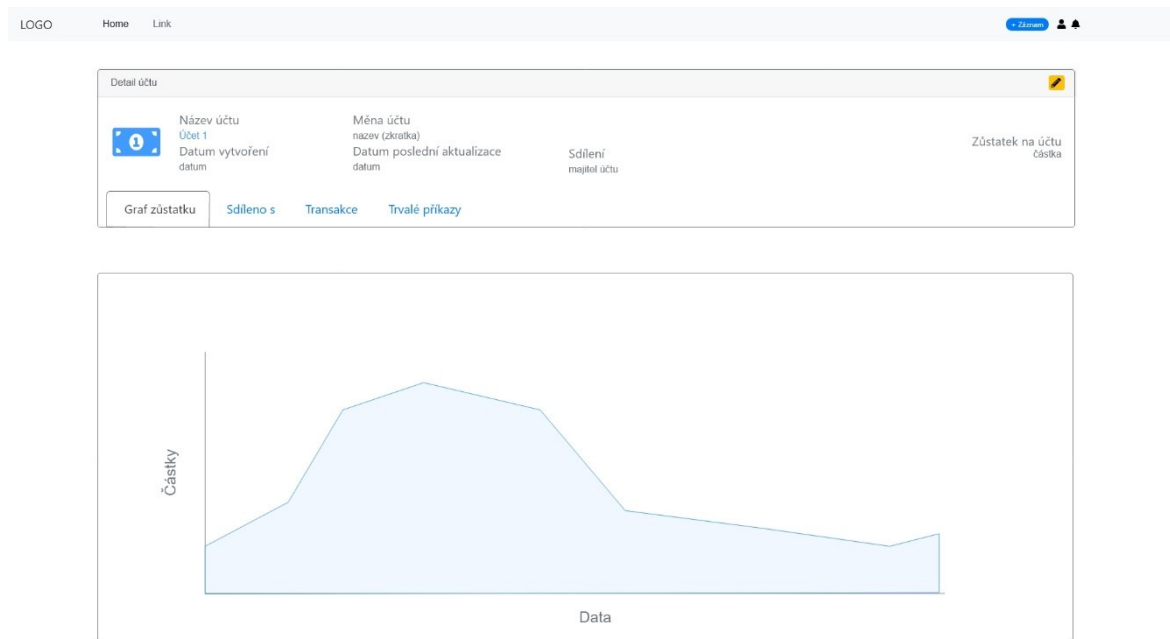 LOGO Home Link + Záznam
Detail účtu
Název účtu
Účet 1
Datum vytvoření
datum
Měna účtu
nazev (zkratka)
Datum poslední aktualizace
datum
Sdílení
majitel účtu
Zůstatek na účtu
částka
Graf zůstatku Sdíleno s Transakce Trvalé příkazy
Částky
Data